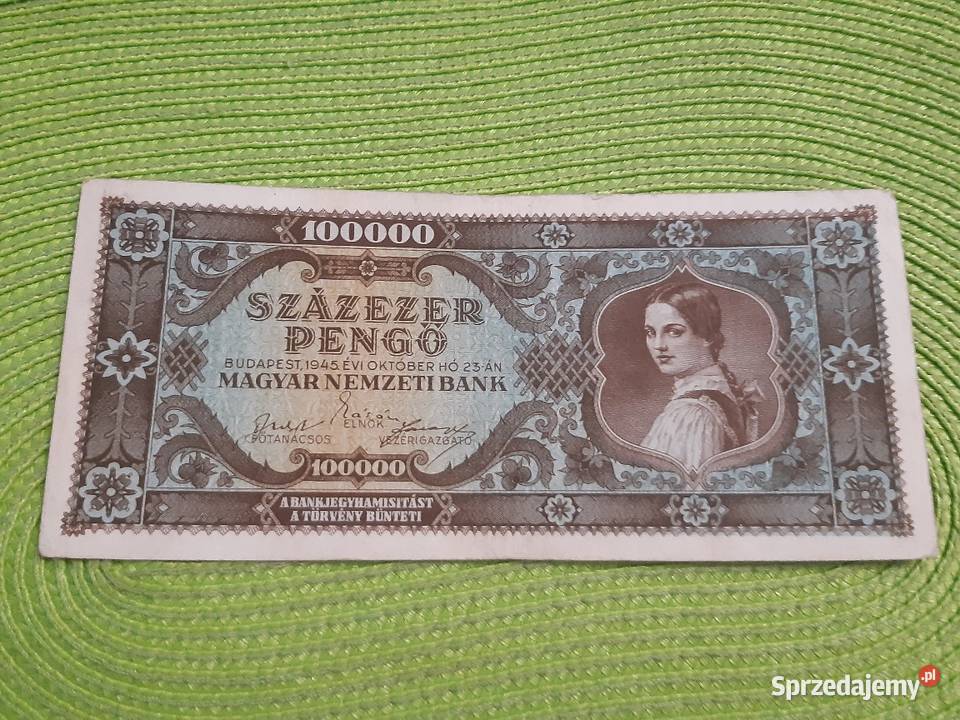 100000
SZÁZEZER
PENGŐ
BUDAPEST, 1945. ÉVI OKTÓBER HÓ 23-ÁN
MAGYAR NEMZETI BANK
ELNÖK
FŐTANÁCSOS VEZÉRIGAZGATÓ
100000
A BANKJEGYHAMISITÁST
A TÖRVÉNY BÜNTETI
Sprzedajemy.pl